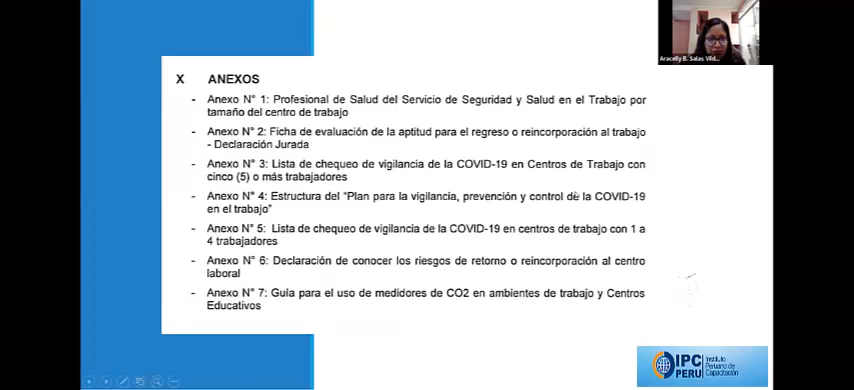 Aracelly B. Salas Vild...
X ANEXOS
- Anexo N° 1: Profesional de Salud del Servicio de Seguridad y Salud en el Trabajo por
tamaño del centro de trabajo
- Anexo N° 2: Ficha de evaluación de la aptitud para el regreso o reincorporación al trabajo
- Declaración Jurada
- Anexo N° 3: Lista de chequeo de vigilancia de la COVID-19 en Centros de Trabajo con
cinco (5) o más trabajadores
- Anexo N° 4: Estructura del "Plan para la vigilancia, prevención y control de la COVID-19
en el trabajo"
- Anexo N° 5: Lista de chequeo de vigilancia de la COVID-19 en centros de trabajo con 1 a
4 trabajadores
- Anexo N° 6: Declaración de conocer los riesgos de retorno o reincorporación al centro
laboral
- Anexo N° 7: Guía para el uso de medidores de CO2 en ambientes de trabajo y Centros
Educativos
IPC
PERU
Instituto
Peruano de
Capacitación